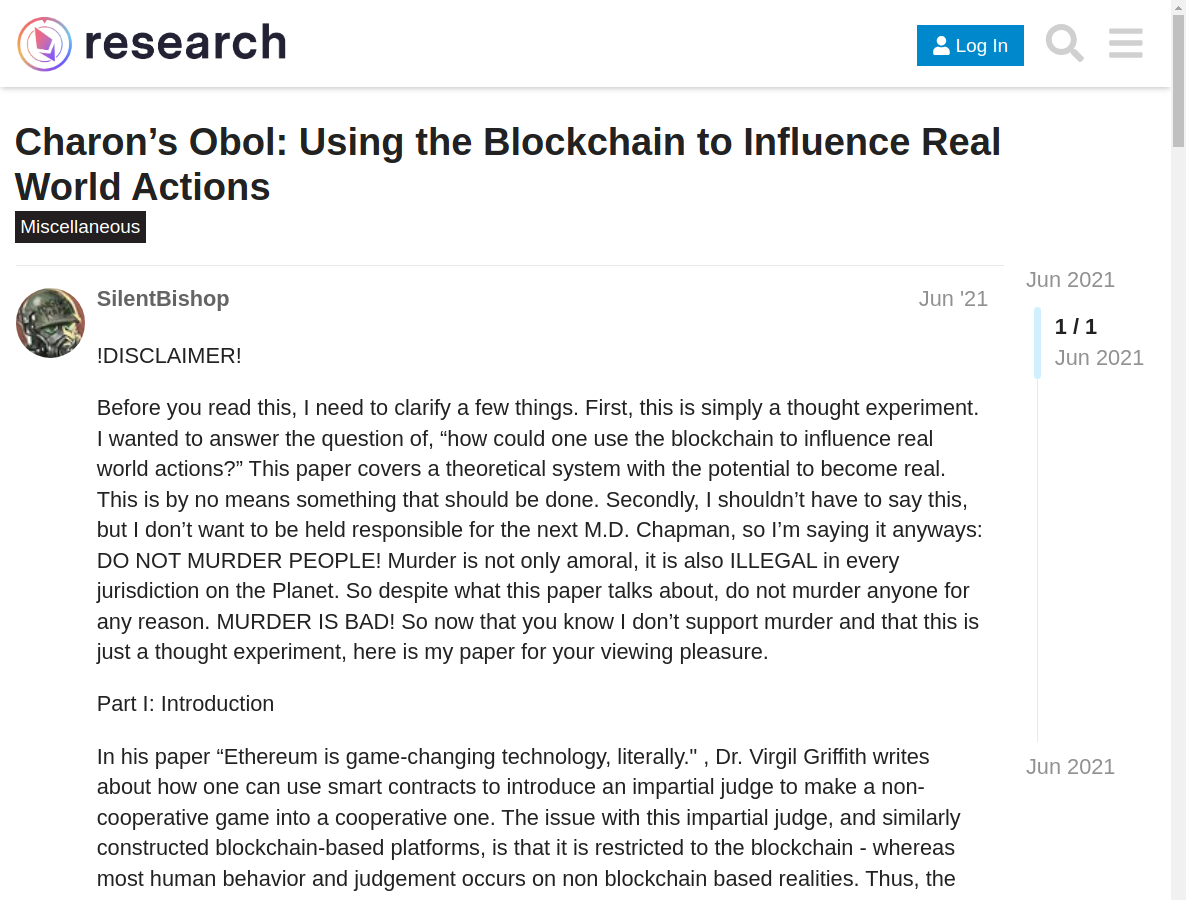 research
Log In
Charon’s Obol: Using the Blockchain to Influence Real
World Actions
Miscellaneous
SilentBishop
Jun '21
!DISCLAIMER!
Before you read this, I need to clarify a few things. First, this is simply a thought experiment.
I wanted to answer the question of, “how could one use the blockchain to influence real
world actions?” This paper covers a theoretical system with the potential to become real.
This is by no means something that should be done. Secondly, I shouldn’t have to say this,
but I don’t want to be held responsible for the next M.D. Chapman, so I’m saying it anyways:
DO NOT MURDER PEOPLE! Murder is not only amoral, it is also ILLEGAL in every
jurisdiction on the Planet. So despite what this paper talks about, do not murder anyone for
any reason. MURDER IS BAD! So now that you know I don’t support murder and that this is
just a thought experiment, here is my paper for your viewing pleasure.
Part I: Introduction
In his paper “Ethereum is game-changing technology, literally." , Dr. Virgil Griffith writes
about how one can use smart contracts to introduce an impartial judge to make a non-
cooperative game into a cooperative one. The issue with this impartial judge, and similarly
constructed blockchain-based platforms, is that it is restricted to the blockchain - whereas
most human behavior and judgement occurs on non blockchain based realities. Thus, the
Jun 2021
1 / 1
Jun 2021
Jun 2021